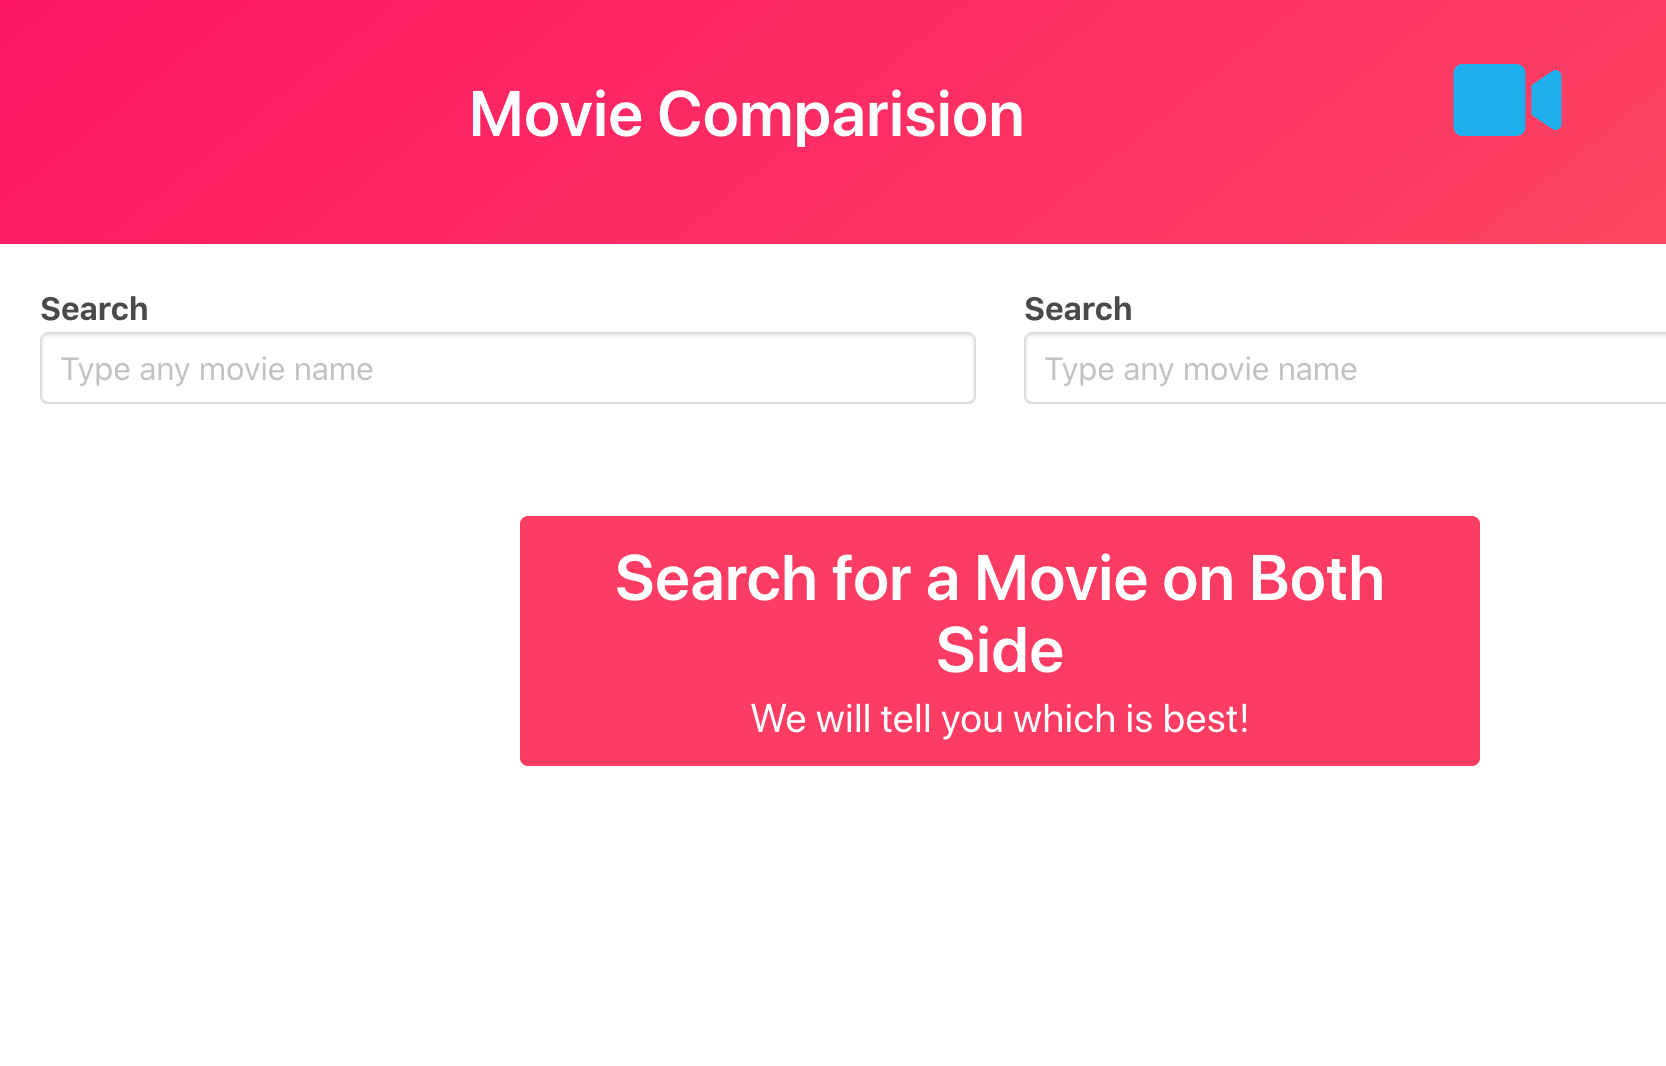 Movie Comparision
Search
Search
Type any movie name
Type any movie name
Search for a Movie on Both
Side
We will tell you which is best!